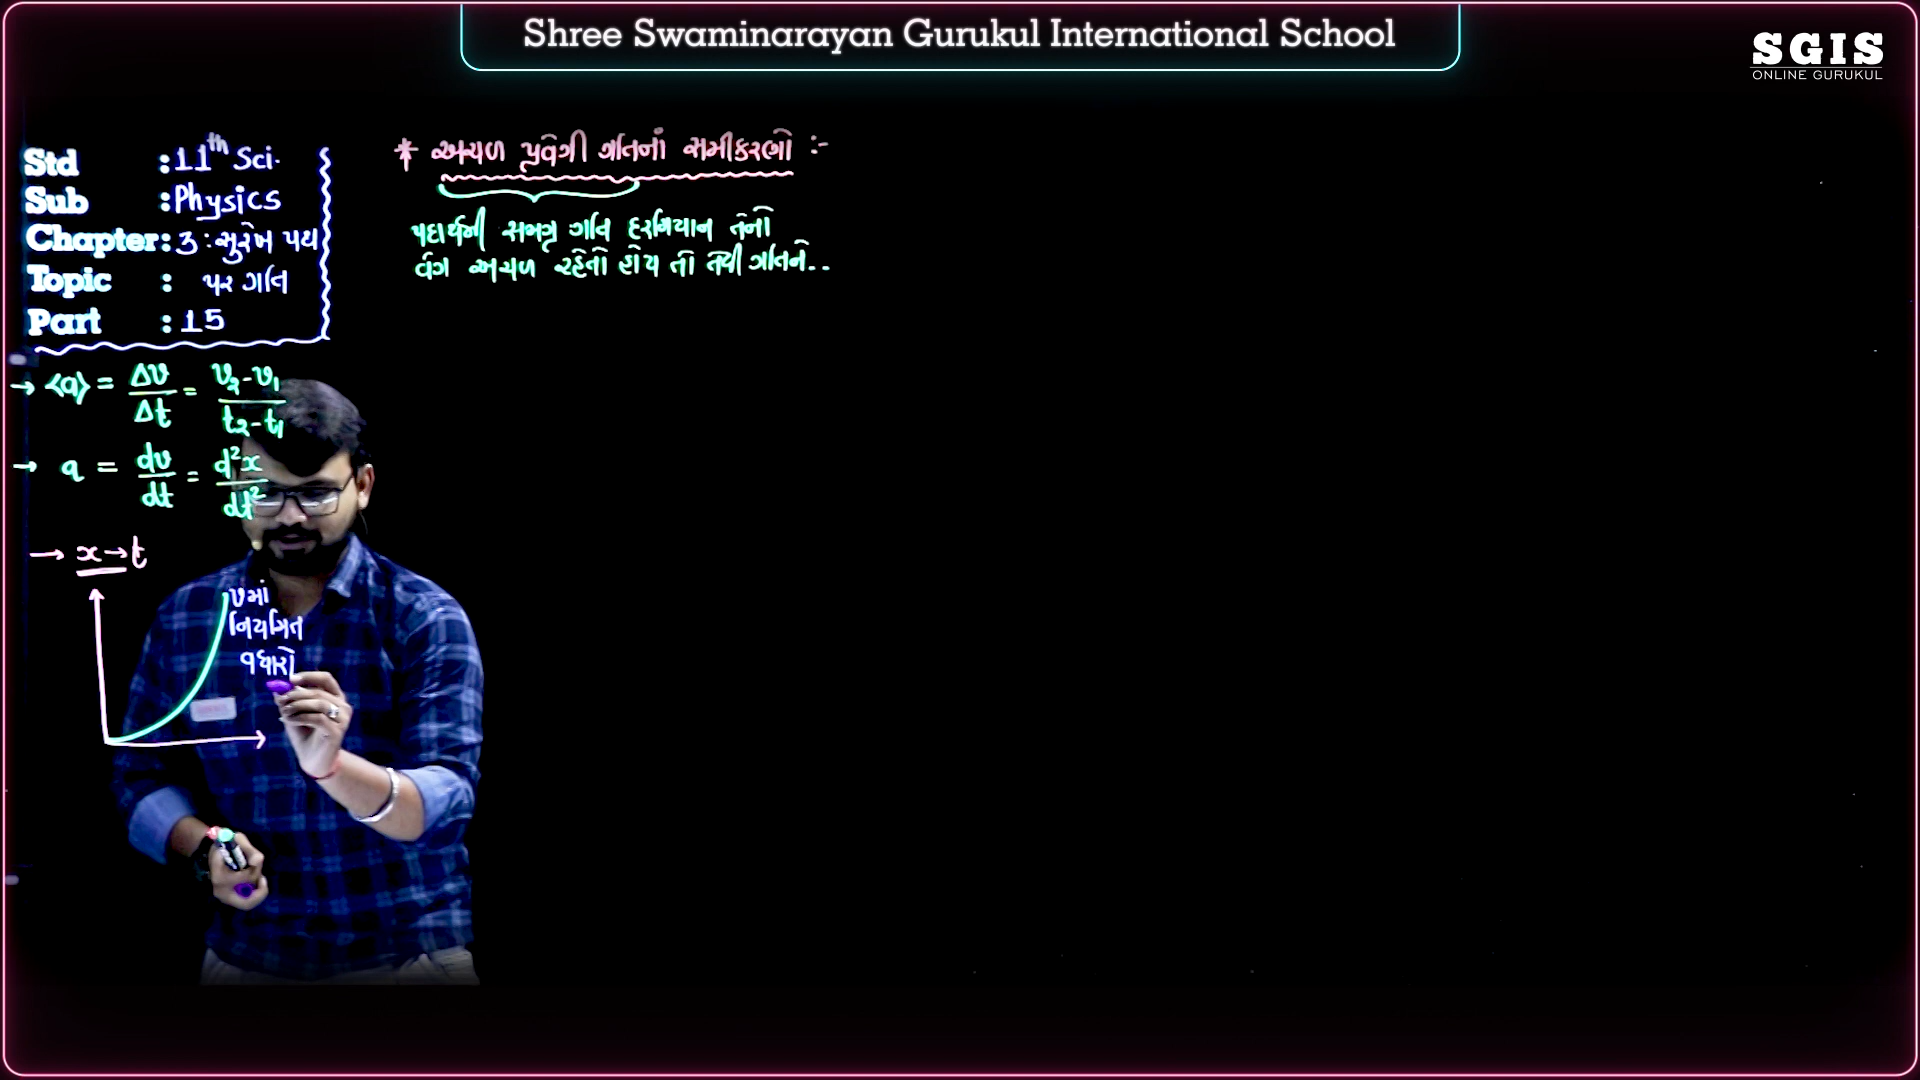 Shree Swaminarayan Gurukul International School
SGIS
ONLINE GURUKUL
Std : 11th Sci.
Sub : Physics
Chapter: 3 : સુરેખ પથ
Topic : પર ગતિ
Part : 15
* અચળ પ્રવેગી ગતિનાં સમીકરણો :-
પદાર્થની સમગ્ર ગતિ દરમિયાન તેનો
વેગ અચળ રહેતો હોય તો તેવી ગતિને..
→ <a> = Δv/Δt = v₂-v₁/t₂-t₁
→ a = dv/dt = d²x/dt²
→ x→t
vમાં
નિયમિત
વધારો